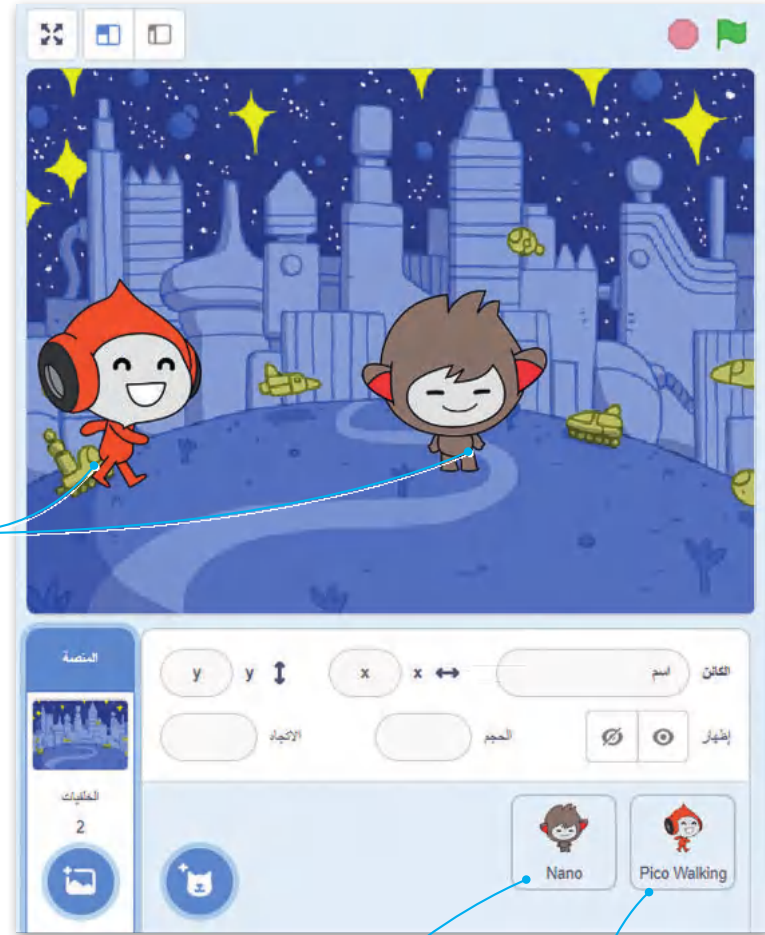 الكائن اسم x x y y
إظهار الحجم الاتجاه
المنصة
الخلفيات
2
Pico Walking
Nano